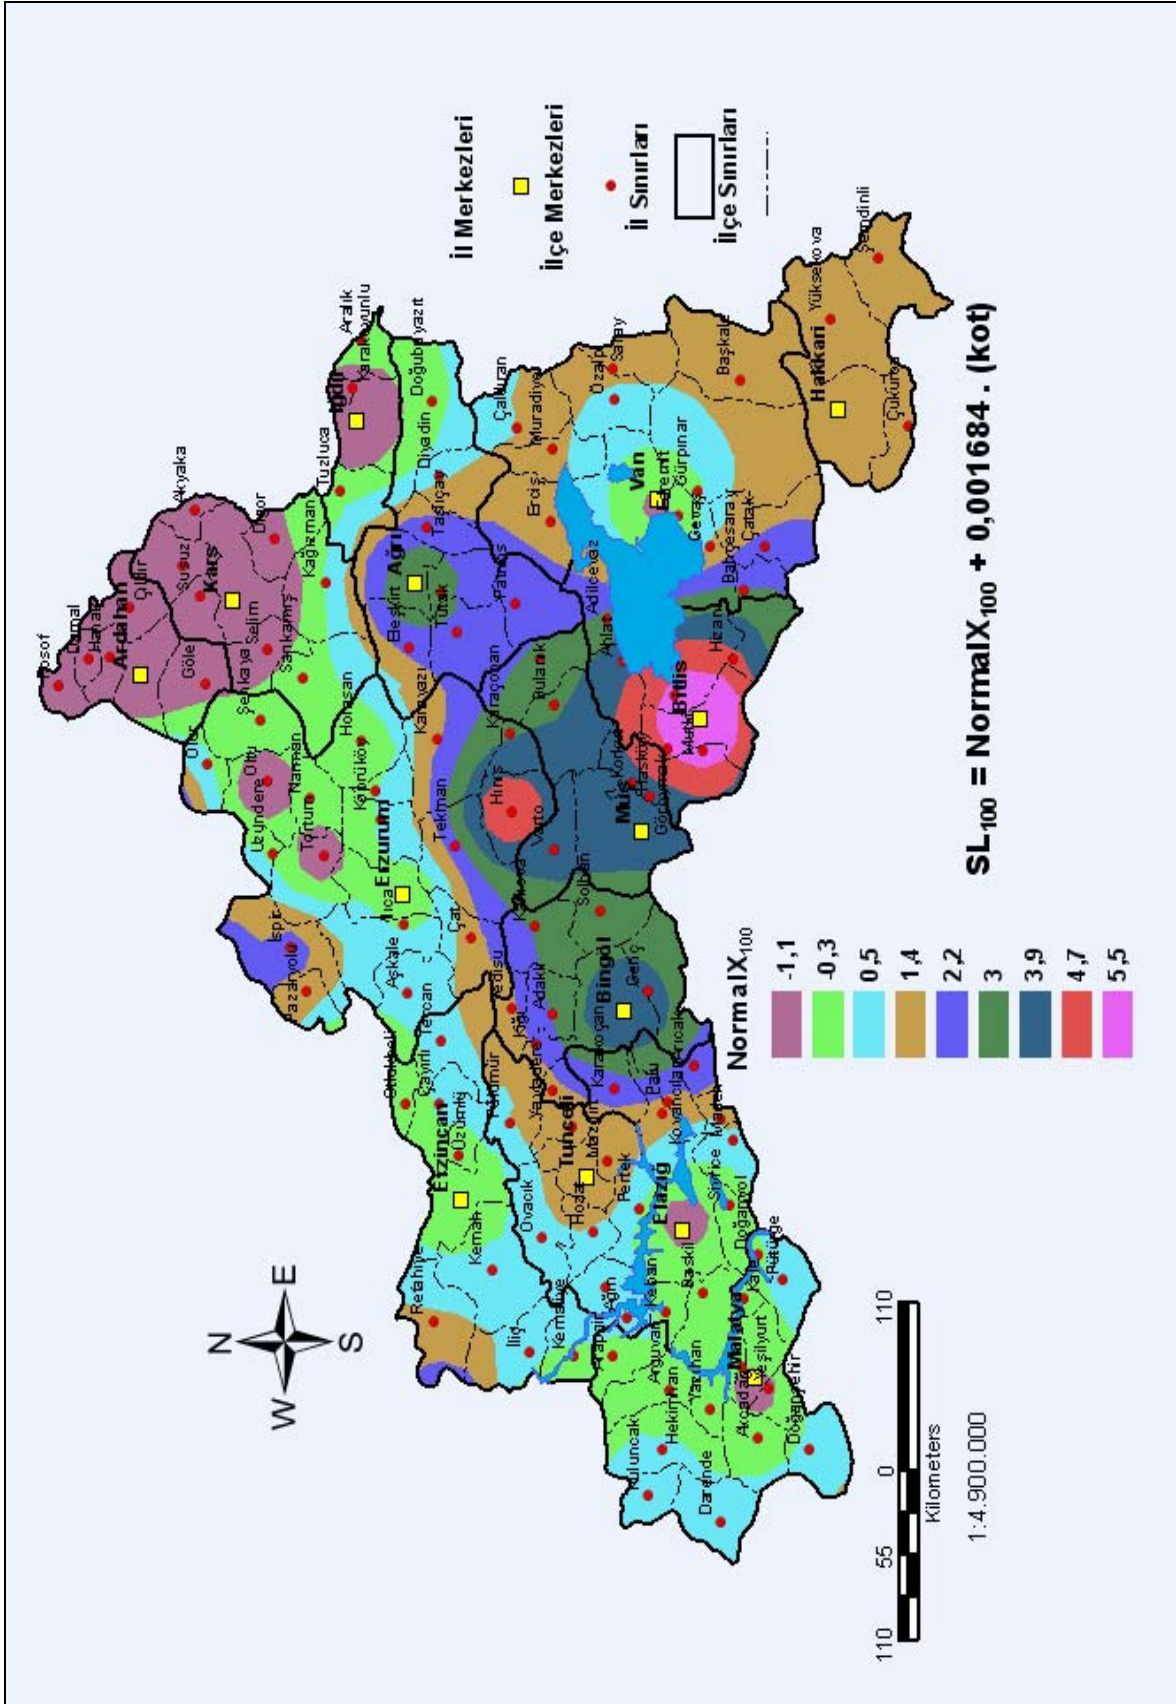 N
W
E
S
Posof
Damal
Hanak
Ardahan
Çıldır
Göle
Akyaka
Susuz
Kars
Digor
Selim
Sarıkamış
Kağızman
Tuzluca
Iğdır
Aralık
Karakoyunlu
Doğubayazıt
Diyadin
Taşlıçay
Ağrı
Eleşkirt
Tutak
Patnos
Şenkaya
Oltu
Olur
Narman
Uzundere
Tortum
Horasan
Köprüköy
Erzurum
Ilıca
İspir
Pazaryolu
Aşkale
Çat
Tekman
Karayazı
Karaçoban
Hınıs
Tercan
Çayırlı
Otlukbeli
Erzincan
Üzümlü
Kemah
Refahiye
İliç
Kemaliye
Ovacık
Pülümür
Tunceli
Hozat
Mazgirt
Pertek
Yedisu
Kiğı
Adaklı
Karlıova
Yayladere
Bingöl
Genç
Solhan
Karakoçan
Palu
Arıcak
Kovancılar
Maden
Sivrice
Elazığ
Baskil
Keban
Ağın
Arapgir
Arguvan
Hekimhan
Yazıhan
Kuluncak
Darende
Akçadağ
Malatya
Yeşilyurt
Doğanşehir
Kale
Doğanyol
Pütürge
Varto
Bulanık
Muş
Korkut
Hasköy
Güroymak
Bitlis
Mutki
Hizan
Ahlat
Adilcevaz
Erciş
Muradiye
Çaldıran
Özalp
Saray
Van
Edremit
Gürpınar
Gevaş
Bahçesaray
Çatak
Başkale
Hakkari
Yüksekova
Şemdinli
Çukurca
İl Merkezleri
İlçe Merkezleri
İl Sınırları
İlçe Sınırları
SL100 = NormalX100 + 0,001684 . (kot)
NormalX100
-1,1
-0,3
0,5
1,4
2,2
3
3,9
4,7
5,5
110 55 0 110
Kilometers
1:4.900.000